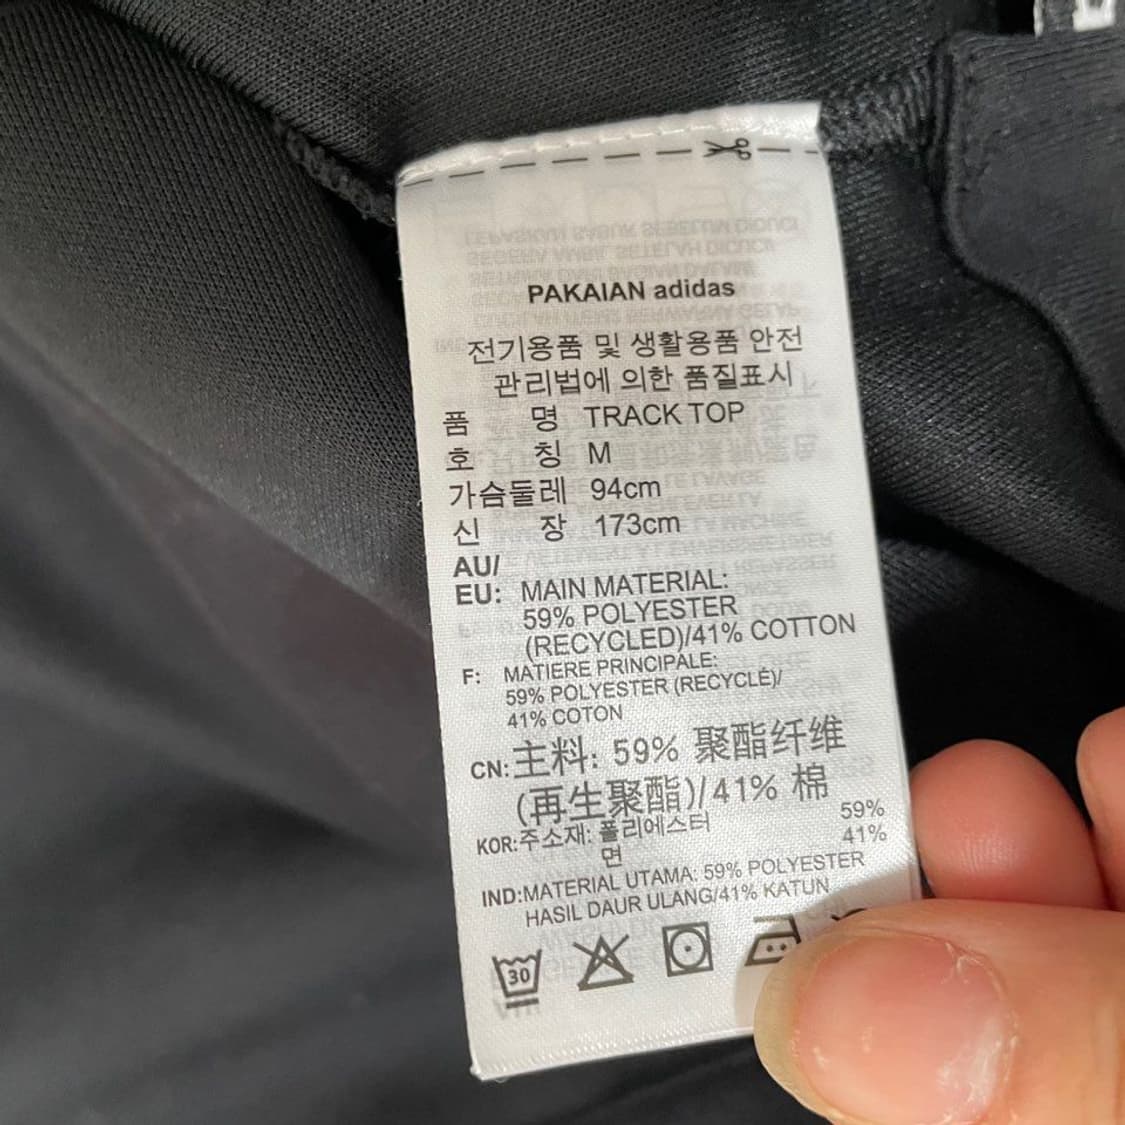 PAKAIAN adidas
전기용품 및 생활용품 안전
관리법에 의한 품질표시
품 명 TRACK TOP
호 칭 M
가슴둘레 94cm
신 장 173cm
AU/
EU: MAIN MATERIAL:
59% POLYESTER
(RECYCLED)/41% COTTON
F: MATIERE PRINCIPALE:
59% POLYESTER (RECYCLÉ)/
41% COTON
CN:主料: 59% 聚酯纤维
(再生聚酯)/41% 棉
KOR:주소재: 폴리에스터 59%
면 41%
IND:MATERIAL UTAMA: 59% POLYESTER
HASIL DAUR ULANG/41% KATUN
30